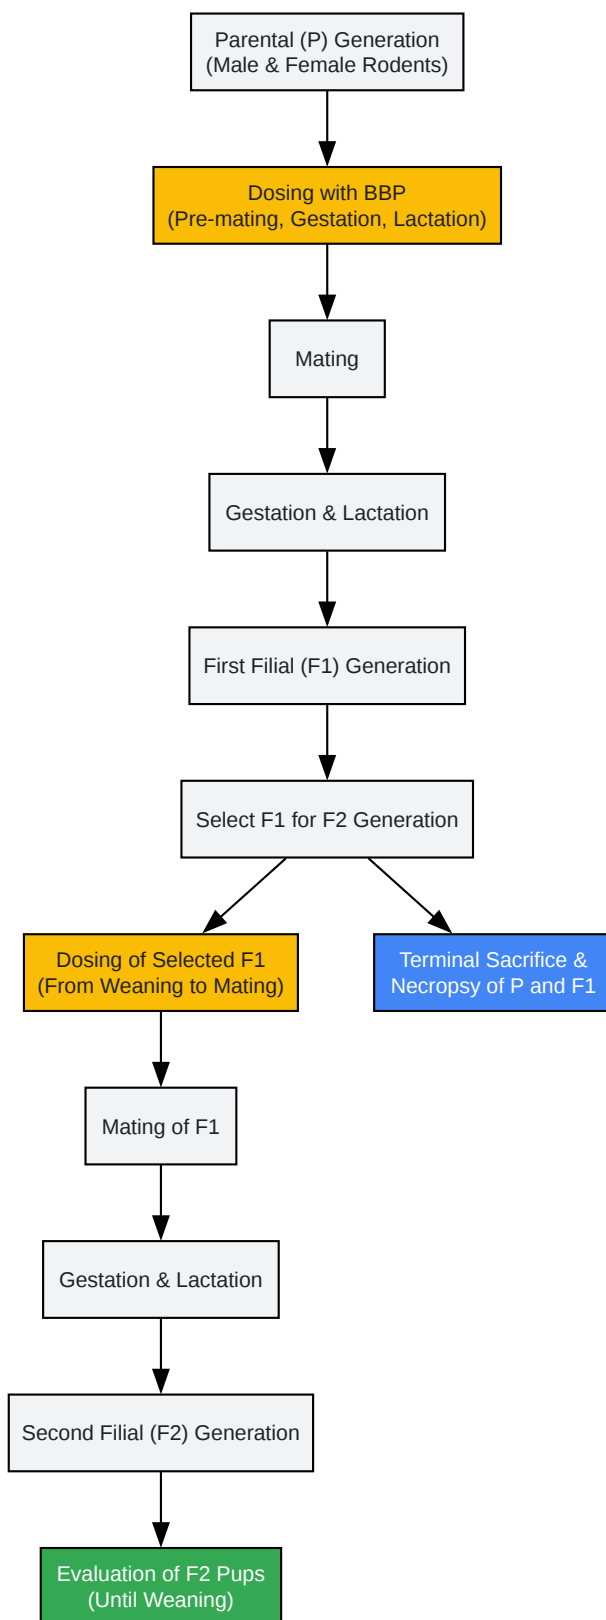 Parental (P) Generation
(Male & Female Rodents)
Dosing with BBP
(Pre-mating, Gestation, Lactation)
Mating
Gestation & Lactation
First Filial (F1) Generation
Select F1 for F2 Generation
Dosing of Selected F1
(From Weaning to Mating)
Terminal Sacrifice &
Necropsy of P and F1
Mating of F1
Gestation & Lactation
Second Filial (F2) Generation
Evaluation of F2 Pups
(Until Weaning)